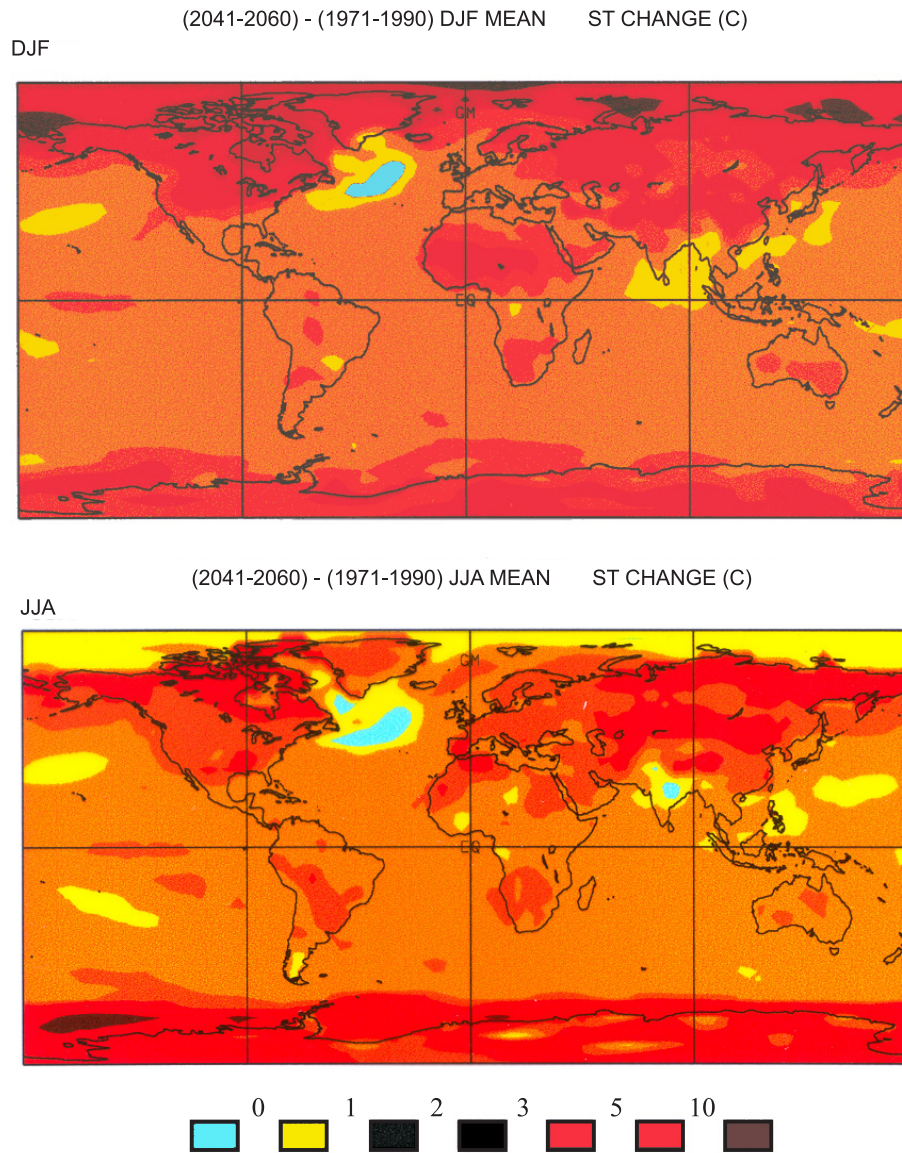 (2041-2060) - (1971-1990) DJF MEAN ST CHANGE (C)
DJF
GM
EQ
(2041-2060) - (1971-1990) JJA MEAN ST CHANGE (C)
JJA
GM
EQ
0 1 2 3 5 10